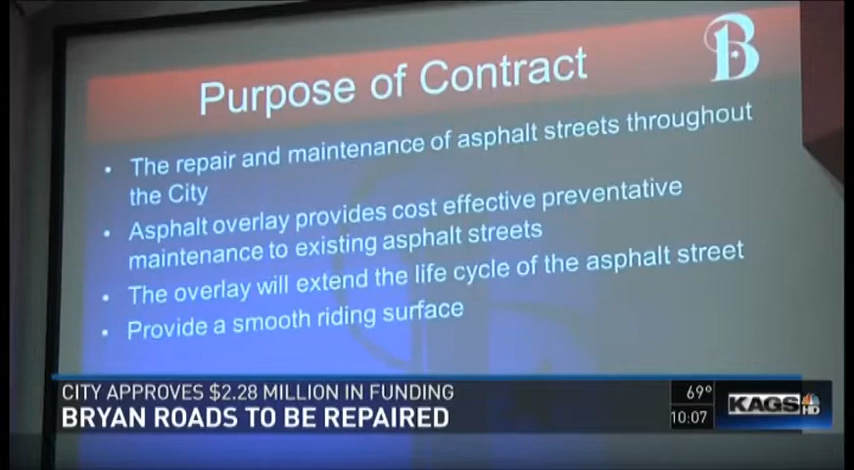 B
Purpose of Contract
• The repair and maintenance of asphalt streets throughout
the City
• Asphalt overlay provides cost effective preventative
maintenance to existing asphalt streets
• The overlay will extend the life cycle of the asphalt street
• Provide a smooth riding surface
CITY APPROVES $2.28 MILLION IN FUNDING
BRYAN ROADS TO BE REPAIRED
69°
10:07
KAGS HD